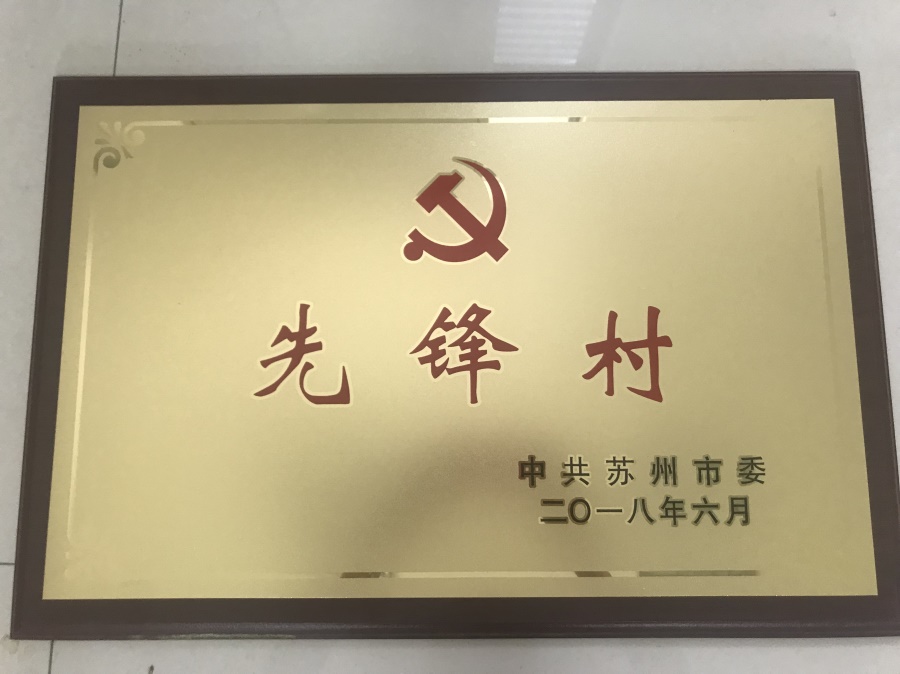 先锋村
中共苏州市委
二〇一八年六月